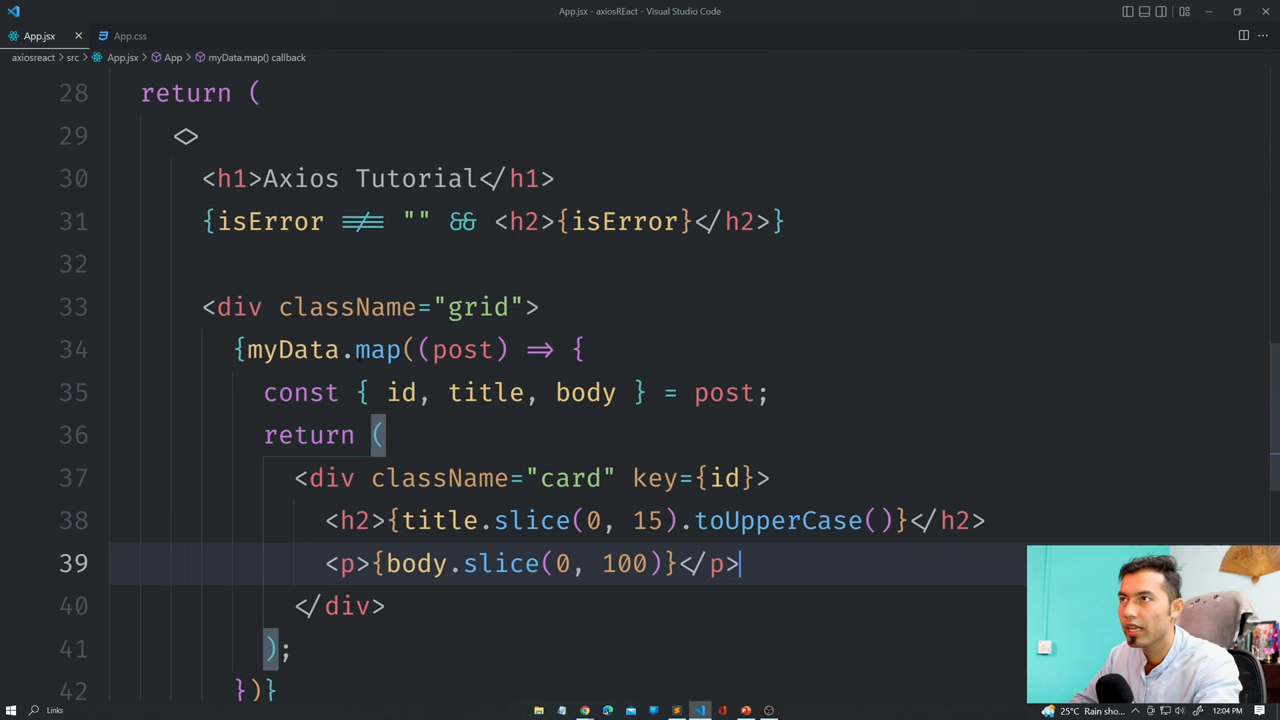 App.jsx - axiosREact - Visual Studio Code
App.jsx
App.css
axiosreact > src > App.jsx > App > myData.map() callback
28 return (
29 <>
30 <h1>Axios Tutorial</h1>
31 {isError !== "" && <h2>{isError}</h2>}
32
33 <div className="grid">
34 {myData.map((post) => {
35 const { id, title, body } = post;
36 return (
37 <div className="card" key={id}>
38 <h2>{title.slice(0, 15).toUpperCase()}</h2>
39 <p>{body.slice(0, 100)}</p>
40 </div>
41 );
42 })}
Links
25°C Rain sho...
12:04 PM